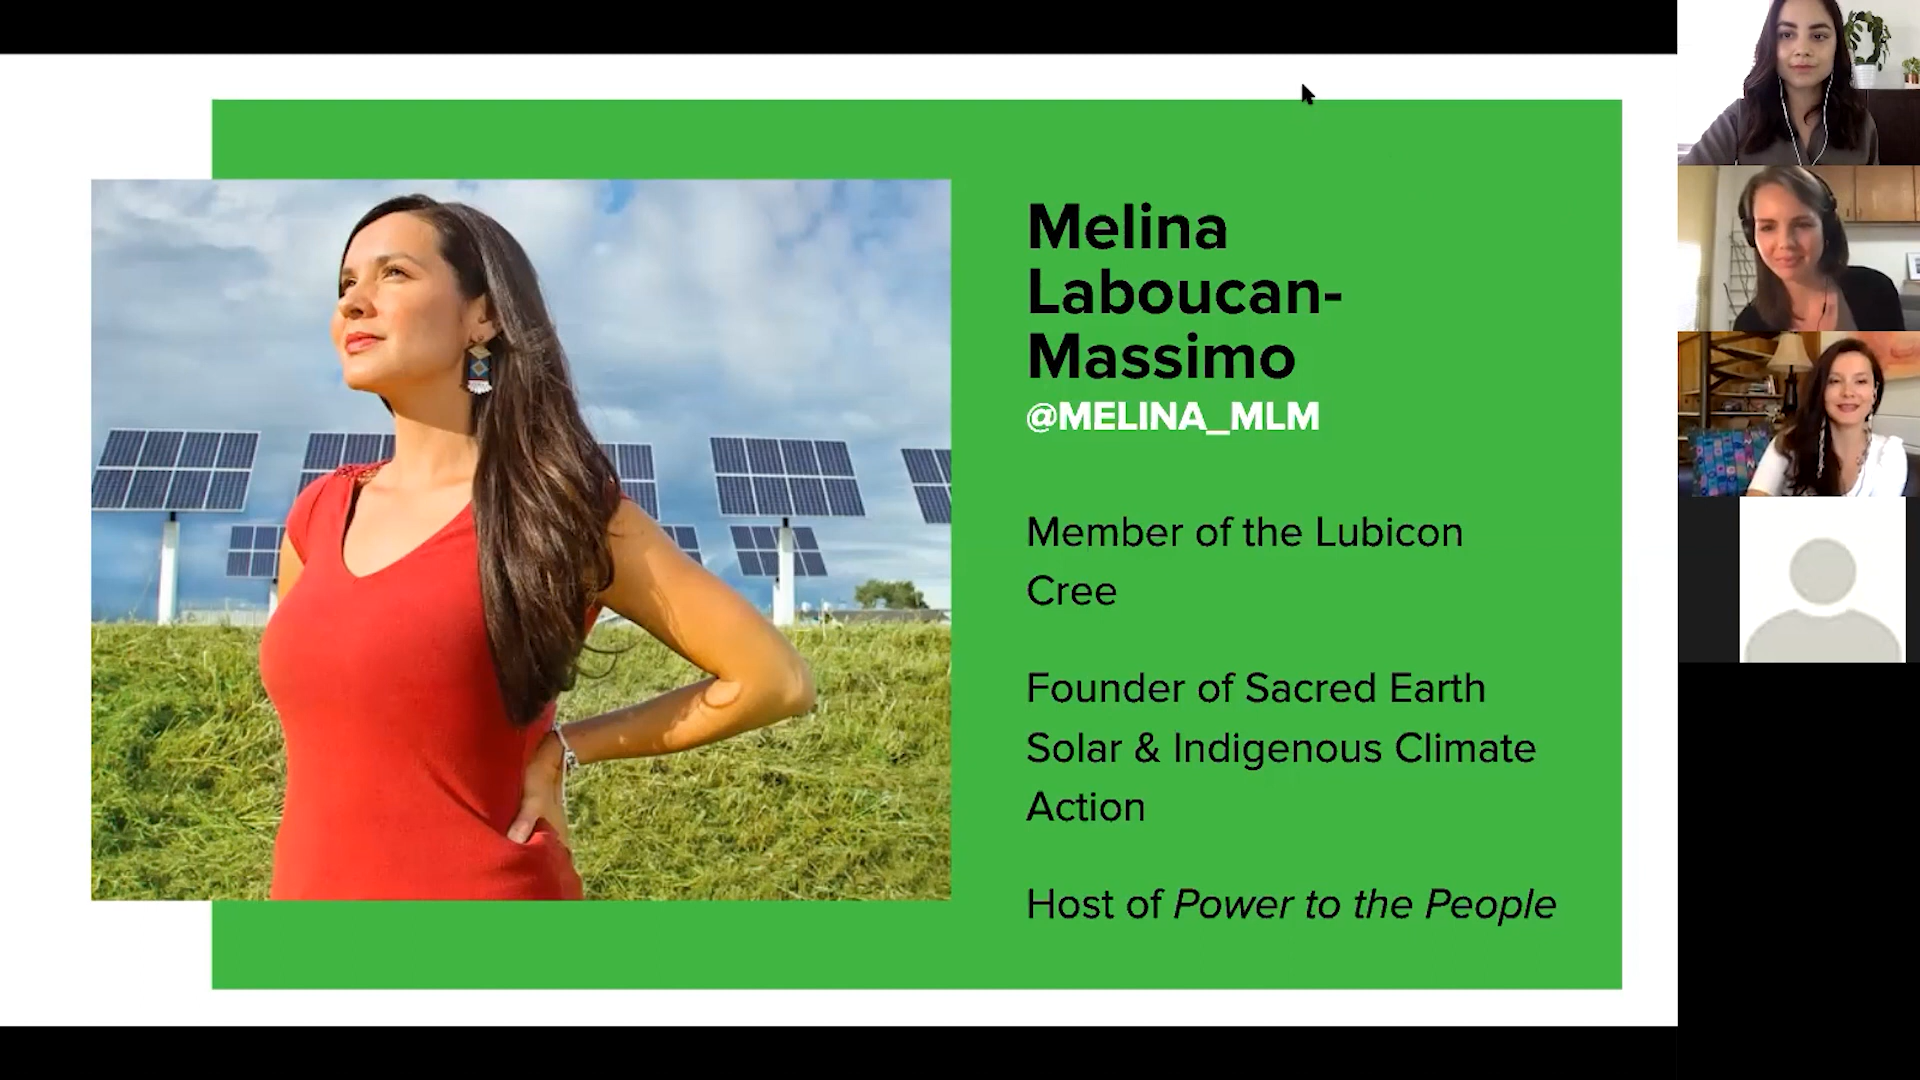 Melina
Laboucan-
Massimo
@MELINA_MLM
Member of the Lubicon
Cree
Founder of Sacred Earth
Solar & Indigenous Climate
Action
Host of Power to the People